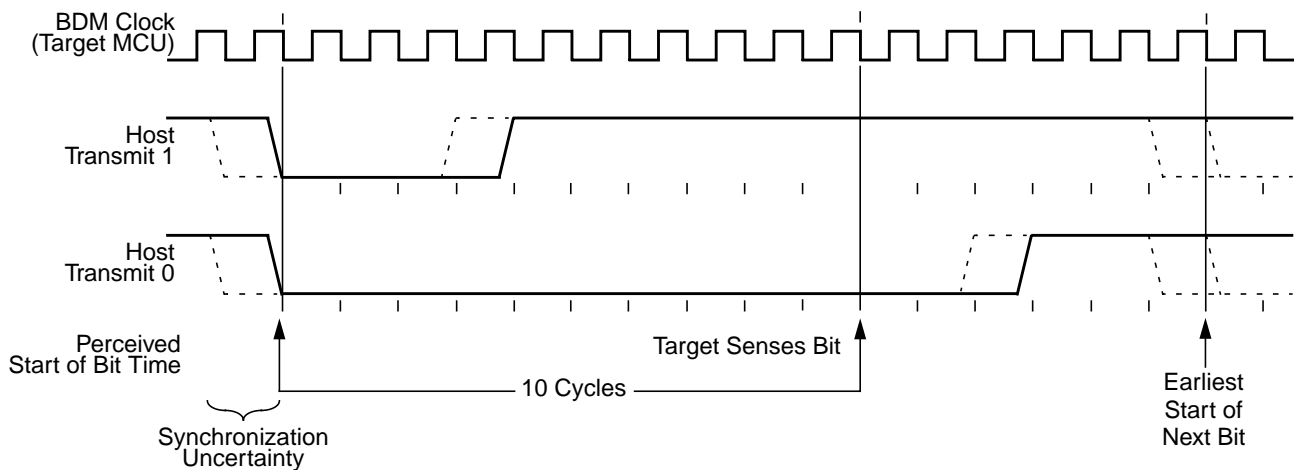 BDM Clock
(Target MCU)
Host
Transmit 1
Host
Transmit 0
Perceived
Start of Bit Time
Target Senses Bit
10 Cycles
Earliest
Start of
Next Bit
Synchronization
Uncertainty